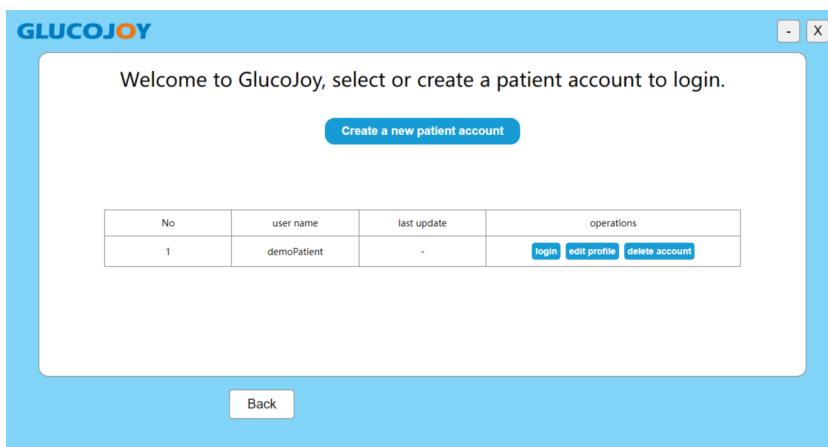 GLUCOJOY
- X
Welcome to GlucoJoy, select or create a patient account to login.
Create a new patient account
No user name last update operations
1 demoPatient - login edit profile delete account
Back